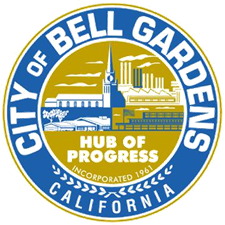 CITY OF BELL GARDENS
HUB OF
PROGRESS
INCORPORATED 1961
CALIFORNIA